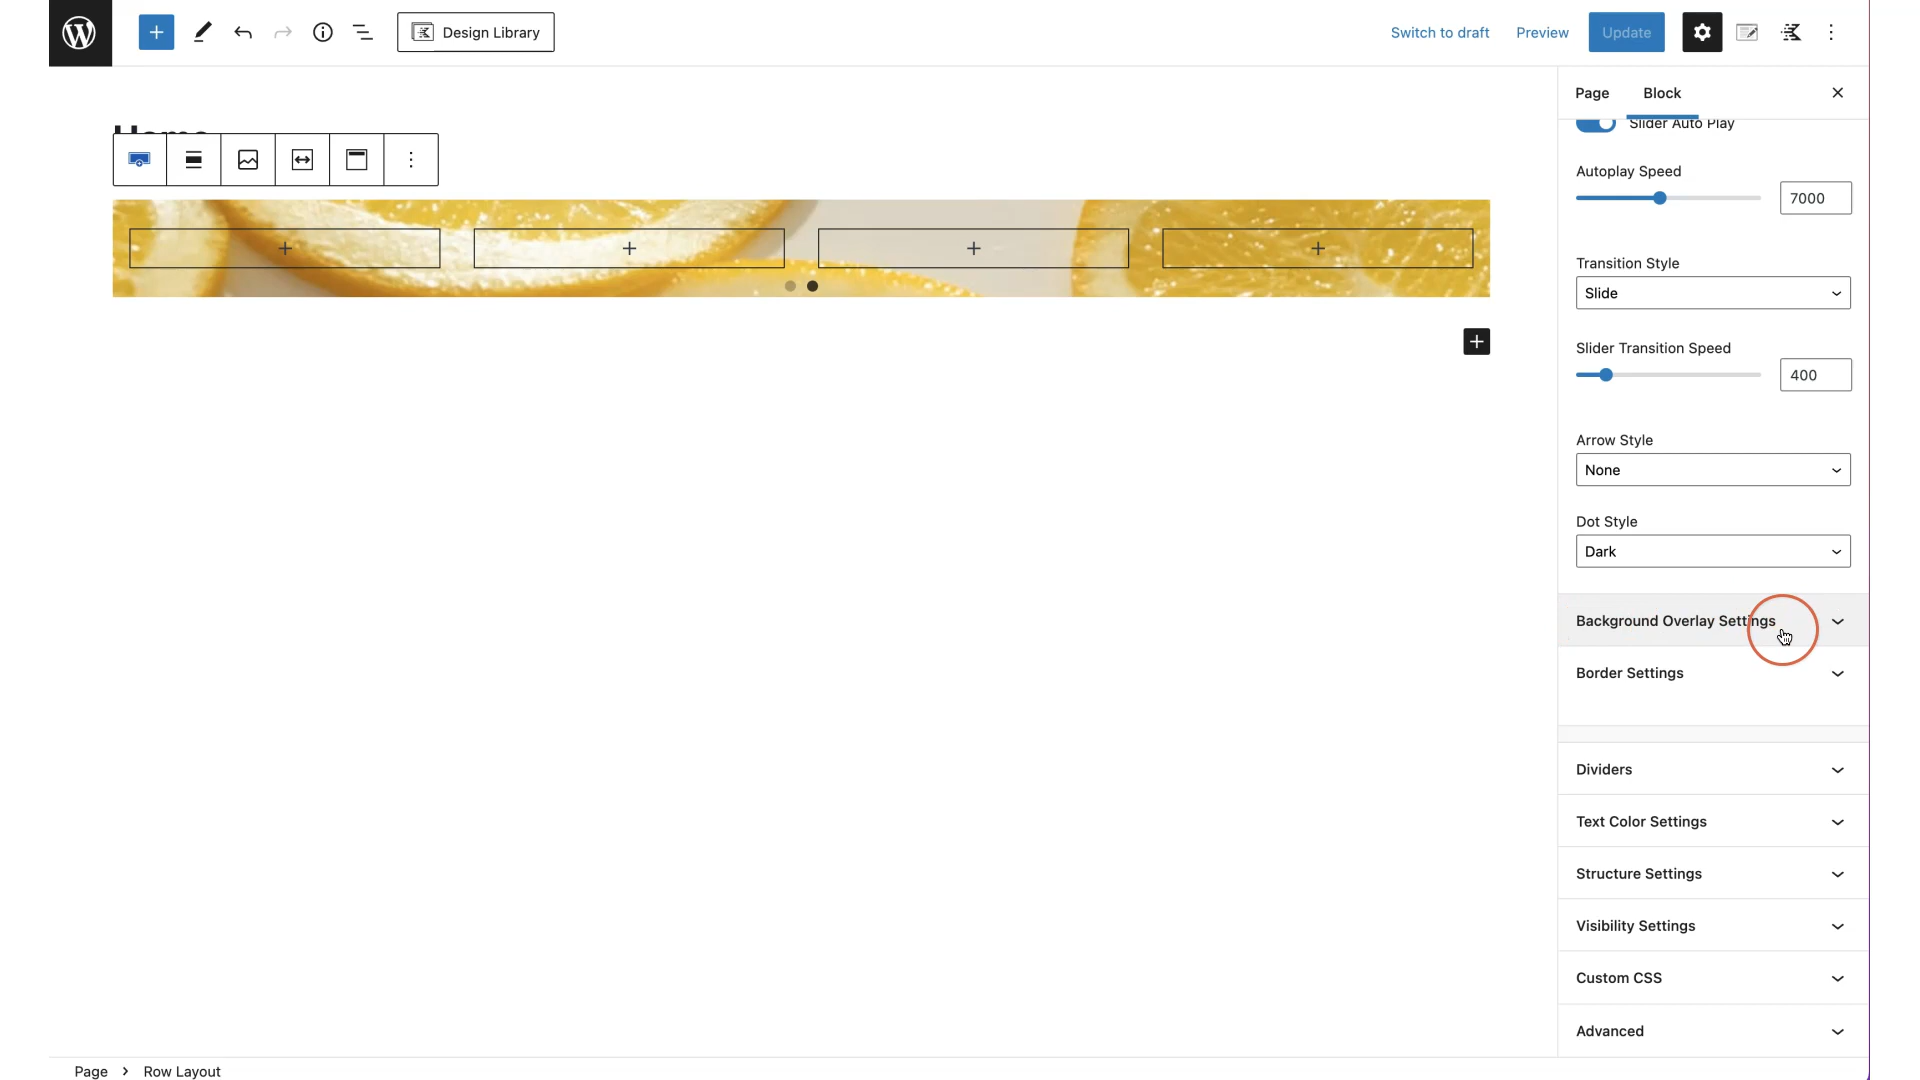 Design Library
Switch to draft
Preview
Update
Page
Block
Home
Slider Auto Play
Autoplay Speed
7000
Transition Style
Slide
Slider Transition Speed
400
Arrow Style
None
Dot Style
Dark
Background Overlay Settings
Border Settings
Dividers
Text Color Settings
Structure Settings
Visibility Settings
Custom CSS
Advanced
Page > Row Layout